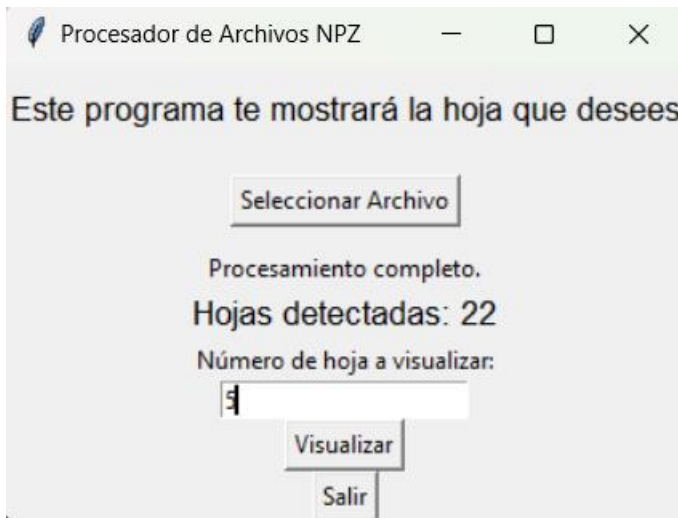 Procesador de Archivos NPZ
Este programa te mostrará la hoja que desees
Seleccionar Archivo
Procesamiento completo.
Hojas detectadas: 22
Número de hoja a visualizar:
5
Visualizar
Salir